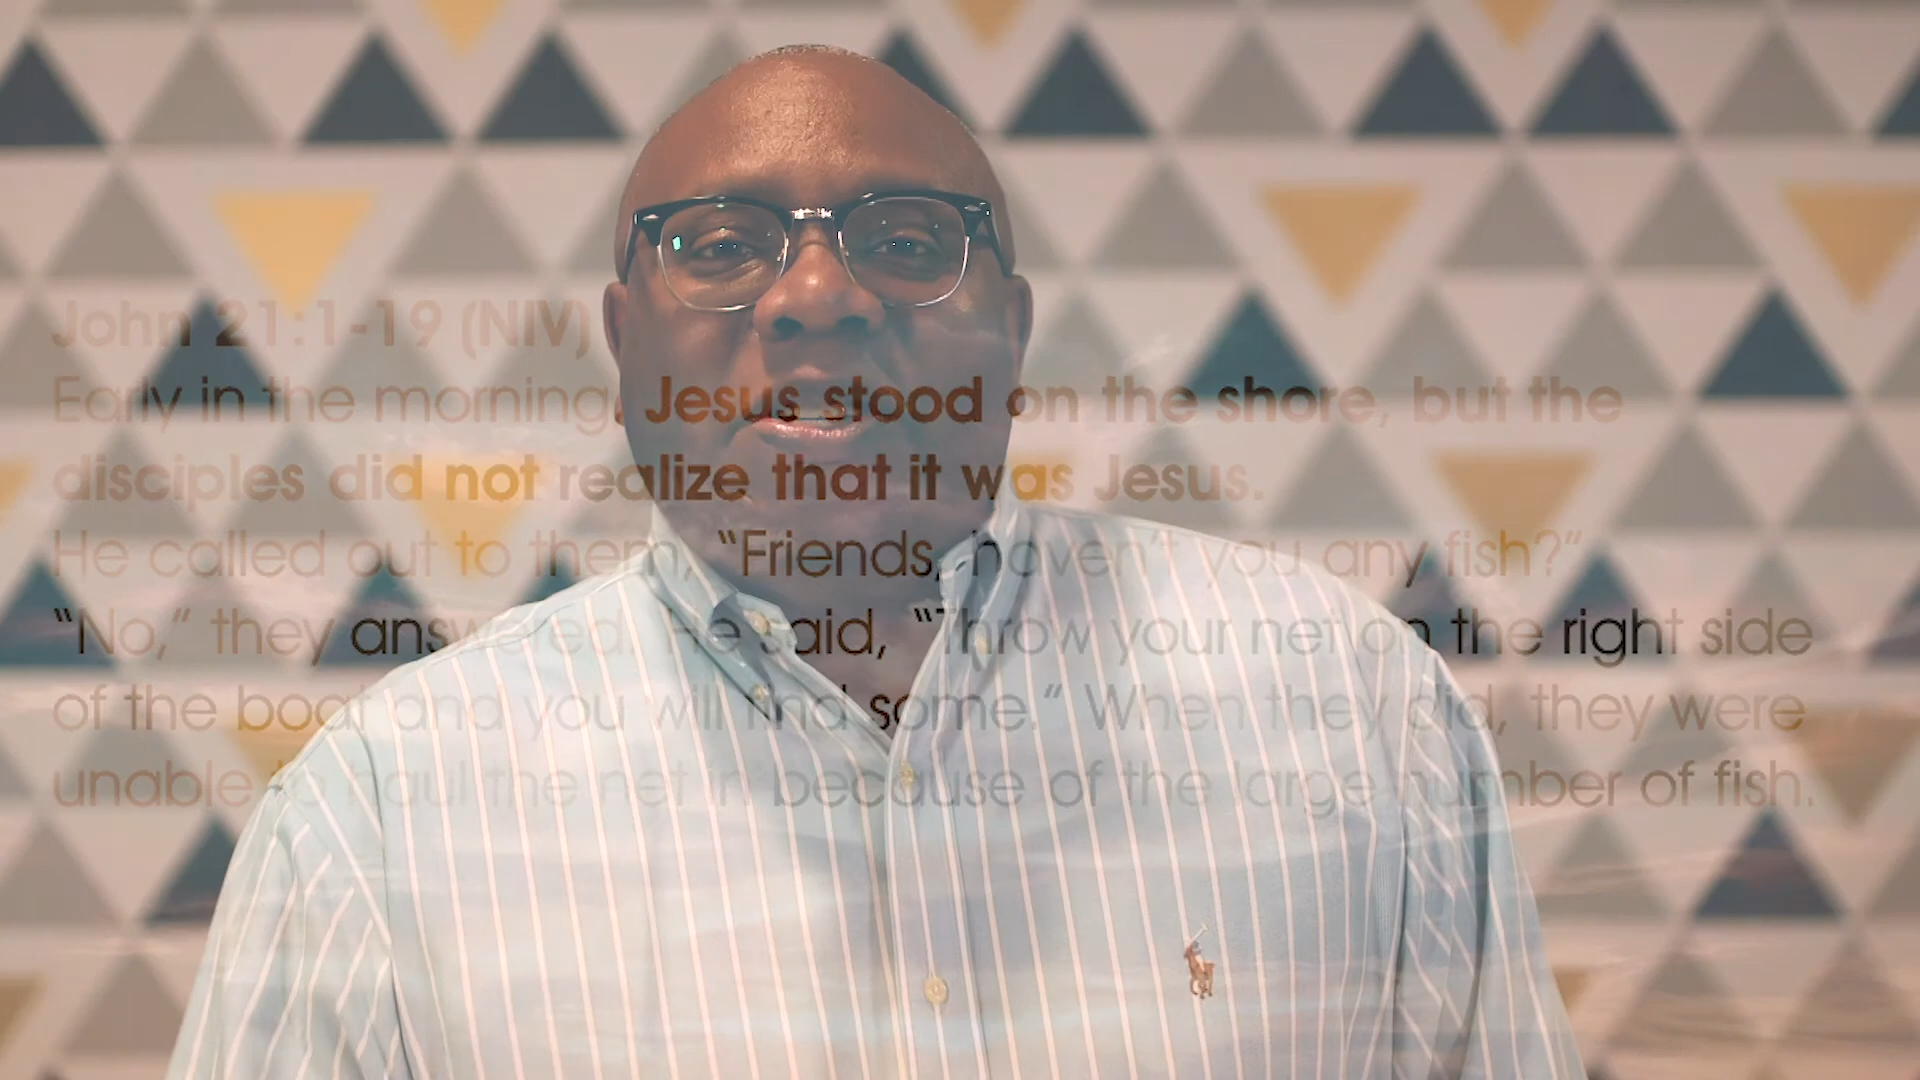 John 21:1-19 (NIV)
Early in the morning, Jesus stood on the shore, but the
disciples did not realize that it was Jesus.
He called out to them, “Friends, haven’t you any fish?”
“No,” they answered. He said, “Throw your net on the right side
of the boat and you will find some.” When they did, they were
unable to haul the net in because of the large number of fish.